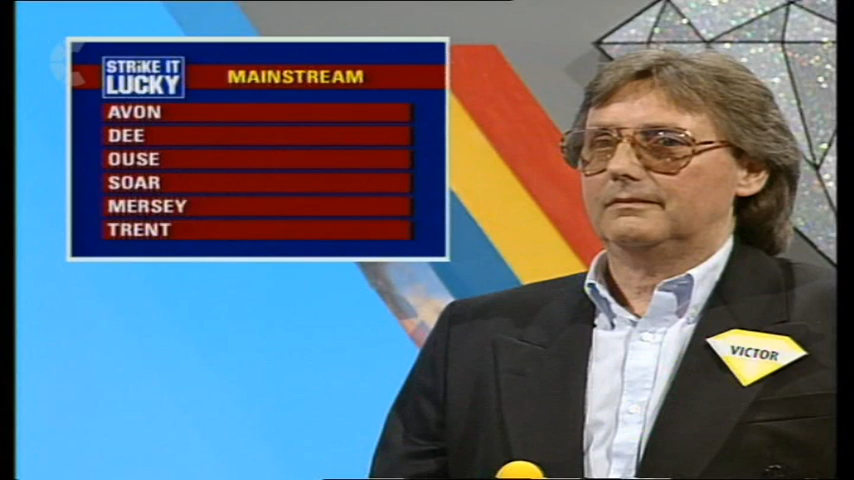 STRIKE IT
LUCKY
MAINSTREAM
AVON
DEE
OUSE
SOAR
MERSEY
TRENT
VICTOR